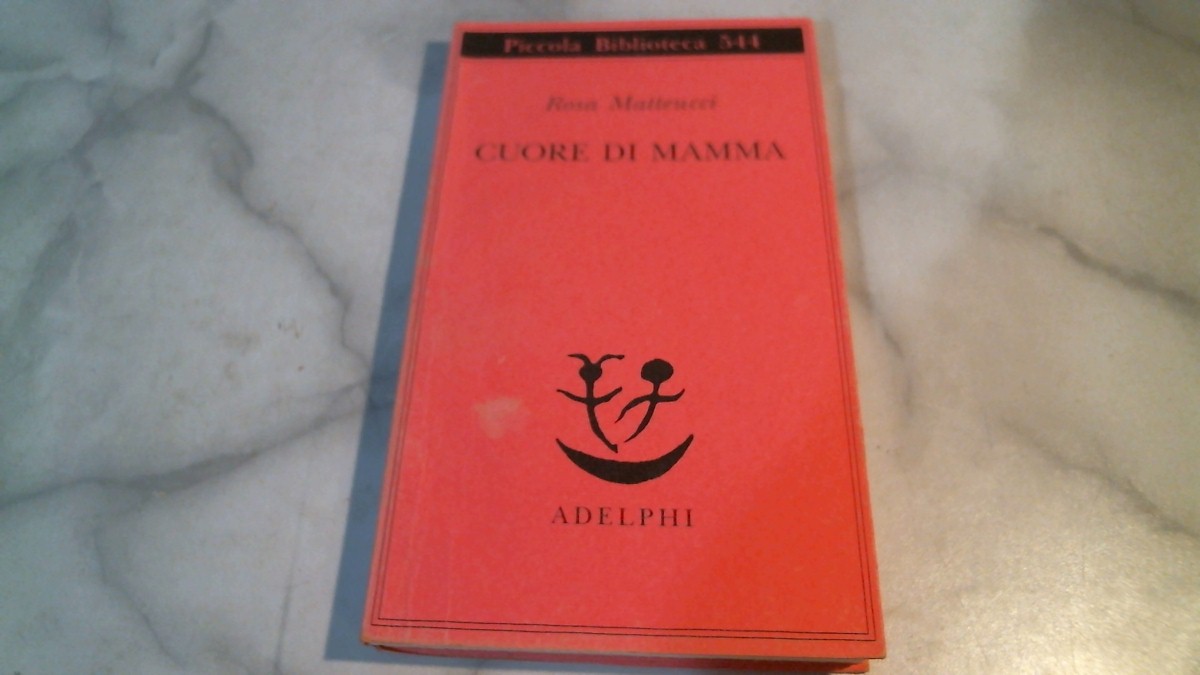 Piccola Biblioteca 544
Rosa Matteucci
CUORE DI MAMMA
ADELPHI